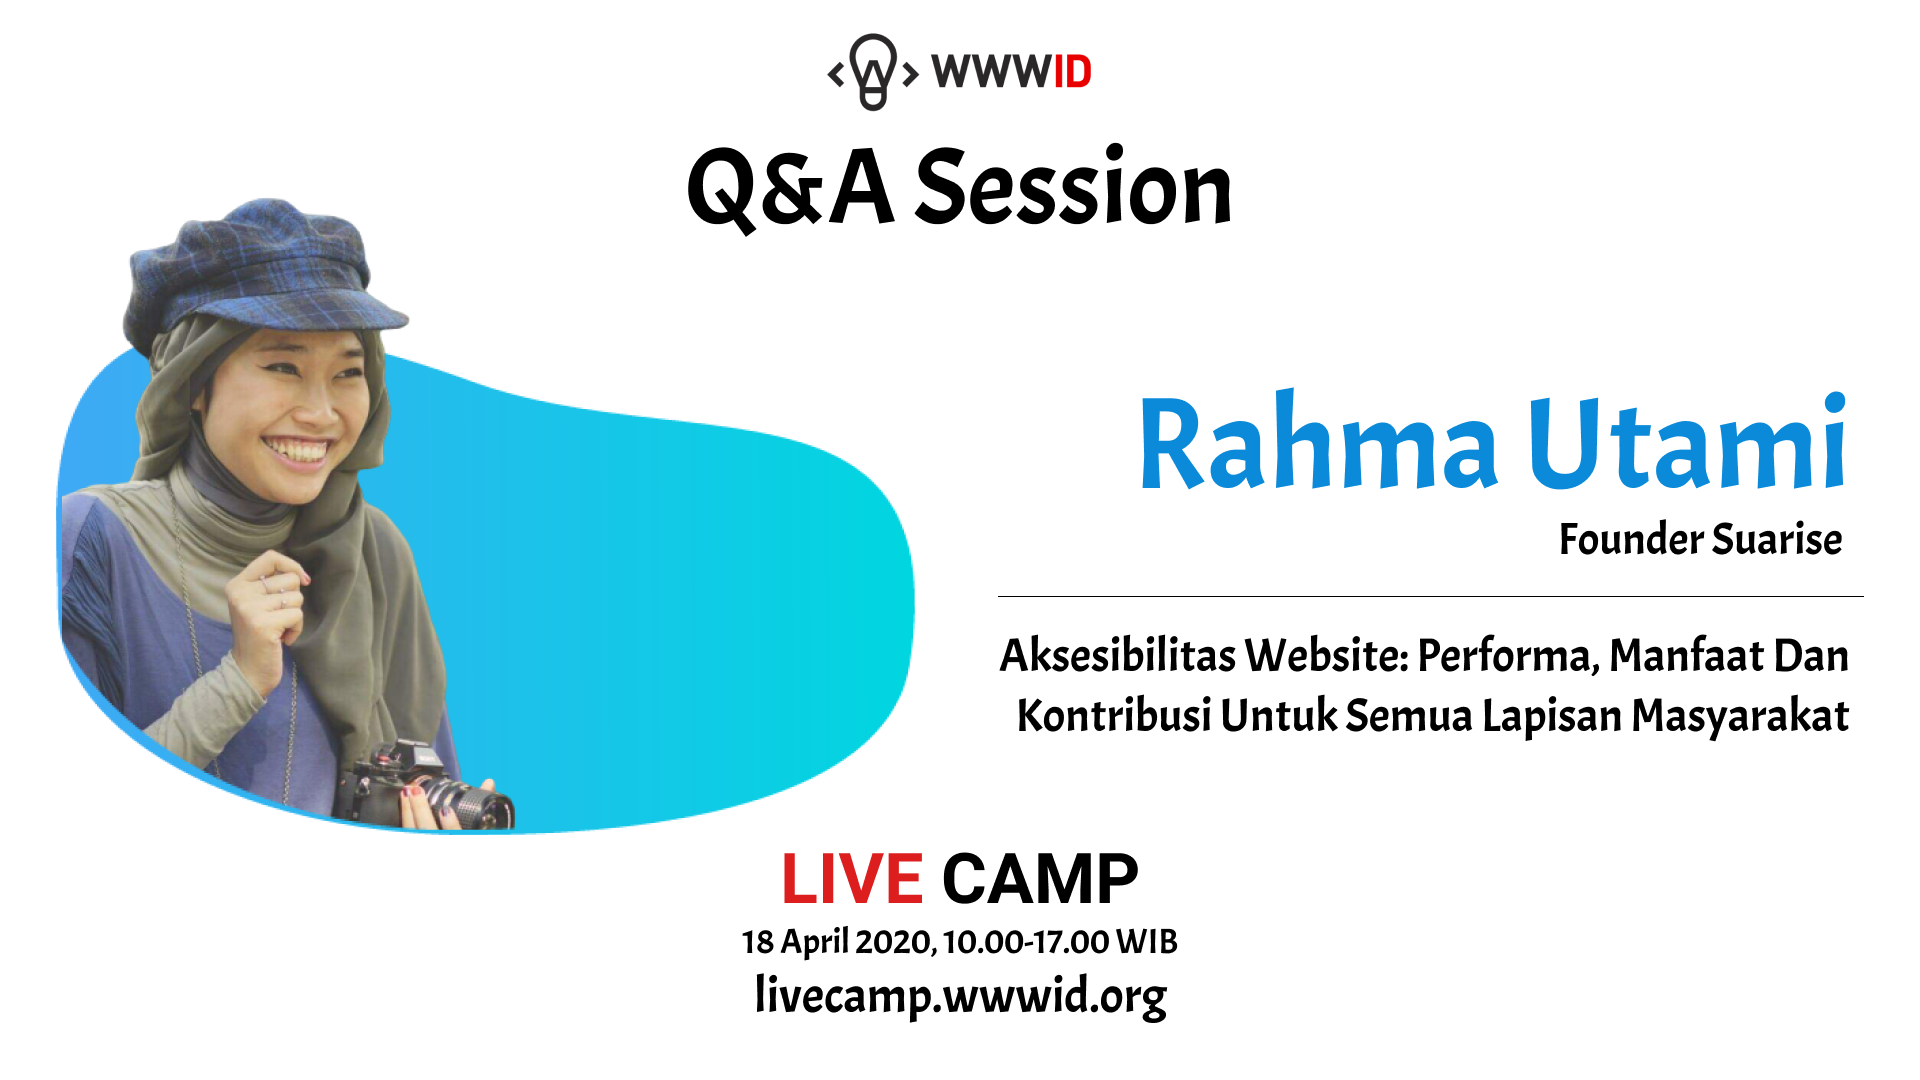 WWWID
Q&A Session
Rahma Utami
Founder Suarise
Aksesibilitas Website: Performa, Manfaat Dan
Kontribusi Untuk Semua Lapisan Masyarakat
LIVE CAMP
18 April 2020, 10.00-17.00 WIB
livecamp.wwwid.org